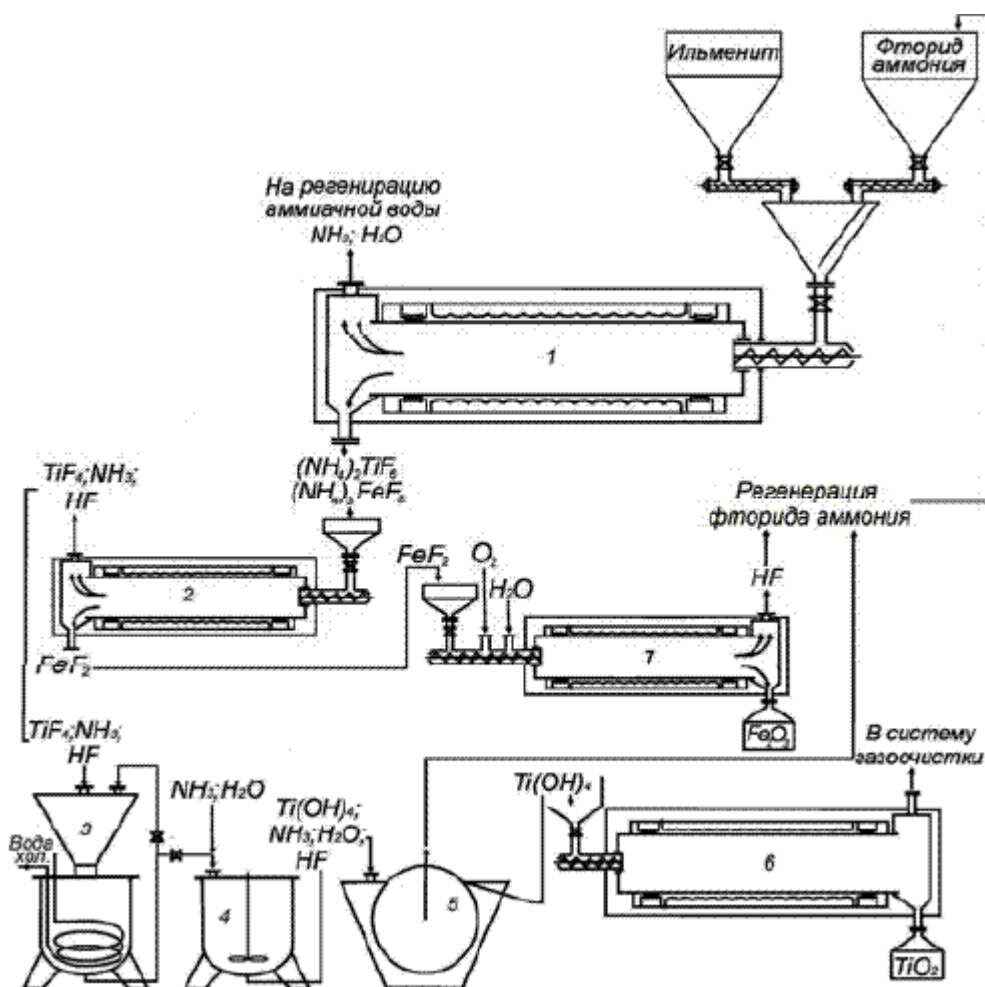 Ильменит
Фторид
аммония
На регенирацию
аммиачной воды
NH₃; H₂O
1
(NH₄)₂TiF₆
(NH₄)₃FeF₆
TiF₄;NH₃;
HF
2
FeF₂
FeF₂
O₂
H₂O
Регенерация
фторида аммония
HF
7
Fe₂O₃
TiF₄;NH₃;
HF
3
Вода
хол.
NH₃;H₂O
4
Ti(OH)₄;
NH₃;H₂O;
HF
5
Ti(OH)₄
В систему
газоочистки
6
TiO₂